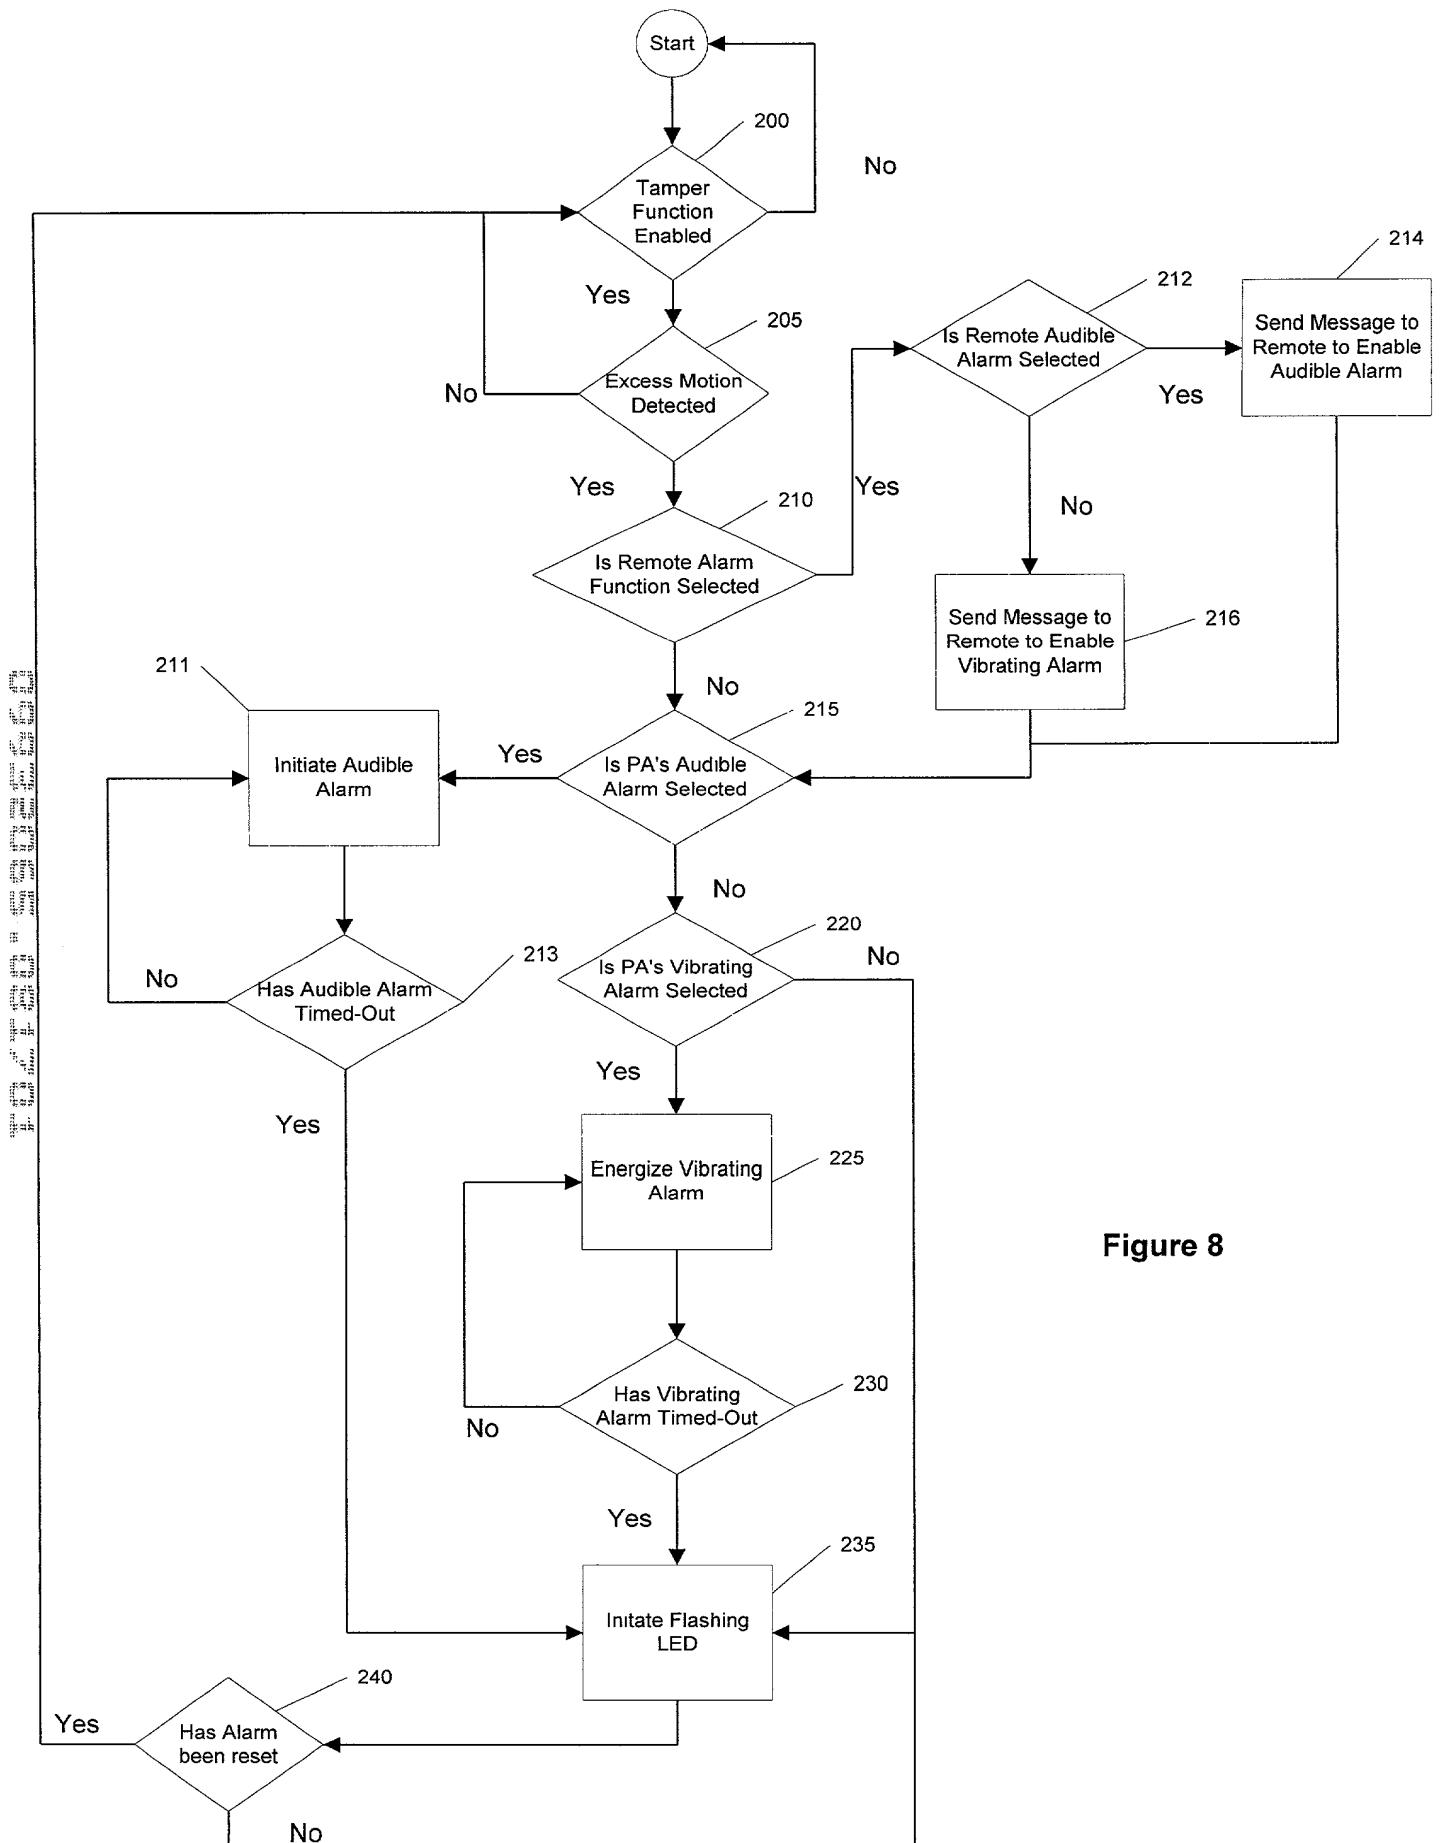 Start
200
No
Tamper
Function
Enabled
Yes
205
Excess Motion
Detected
No
Yes
210
Is Remote Alarm
Function Selected
Yes
212
Is Remote Audible
Alarm Selected
Yes
214
Send Message to
Remote to Enable
Audible Alarm
No
Send Message to
Remote to Enable
Vibrating Alarm
216
No
215
Is PA's Audible
Alarm Selected
Yes
211
Initiate Audible
Alarm
No
213
Has Audible Alarm
Timed-Out
No
Yes
220
Is PA's Vibrating
Alarm Selected
No
Yes
Energize Vibrating
Alarm
225
Has Vibrating
Alarm Timed-Out
230
No
Yes
235
Initate Flashing
LED
240
Has Alarm
been reset
Yes
No
Figure 8